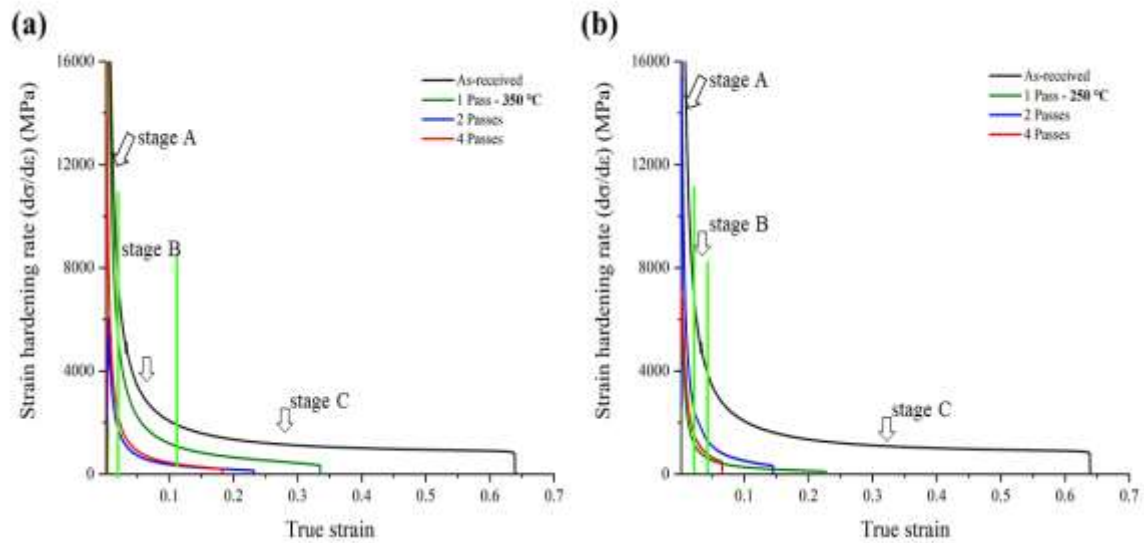 (a)
16000
12000
8000
4000
0
Strain hardening rate (dσ/dε) (MPa)
As-received
1 Pass - 350 °C
2 Passes
4 Passes
stage A
stage B
stage C
0.1 0.2 0.3 0.4 0.5 0.6 0.7
True strain
(b)
16000
12000
8000
4000
0
Strain hardening rate (dσ/dε) (MPa)
As-received
1 Pass - 250 °C
2 Passes
4 Passes
stage A
stage B
stage C
0.1 0.2 0.3 0.4 0.5 0.6 0.7
True strain